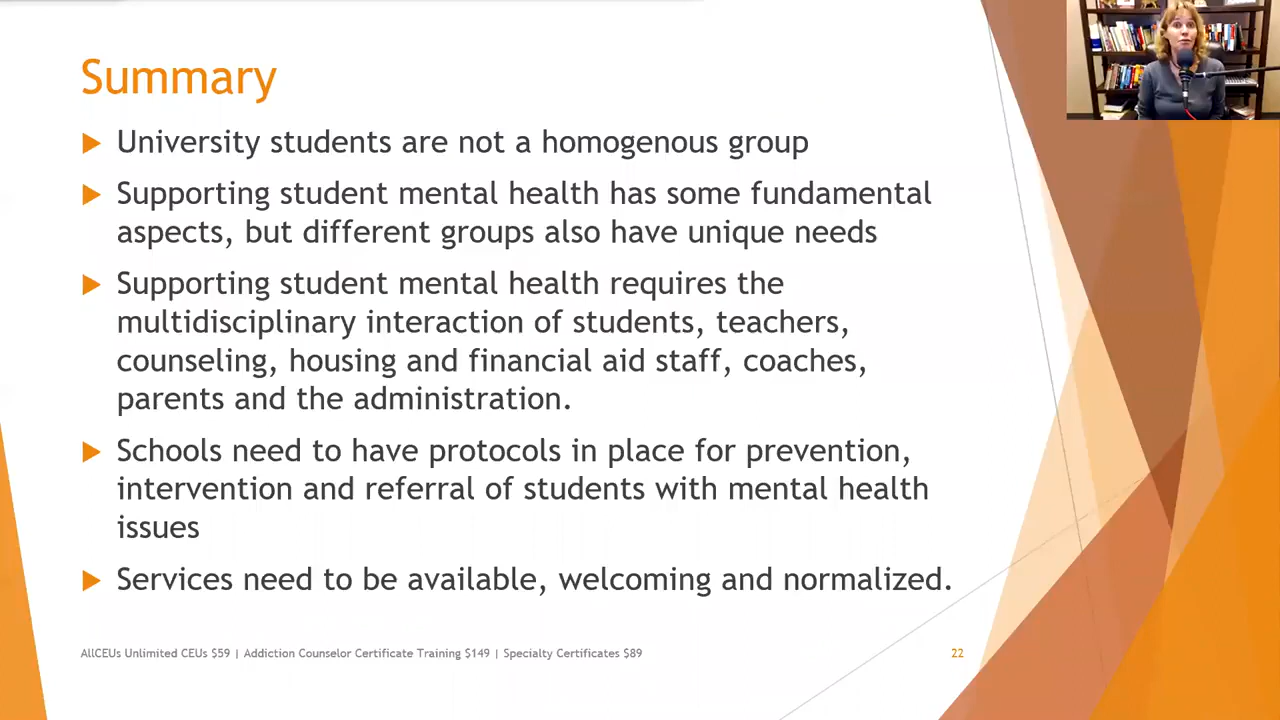 Summary
University students are not a homogenous group
Supporting student mental health has some fundamental
aspects, but different groups also have unique needs
Supporting student mental health requires the
multidisciplinary interaction of students, teachers,
counseling, housing and financial aid staff, coaches,
parents and the administration.
Schools need to have protocols in place for prevention,
intervention and referral of students with mental health
issues
Services need to be available, welcoming and normalized.
AllCEUs Unlimited CEUs $59 | Addiction Counselor Certificate Training $149 | Specialty Certificates $89
22